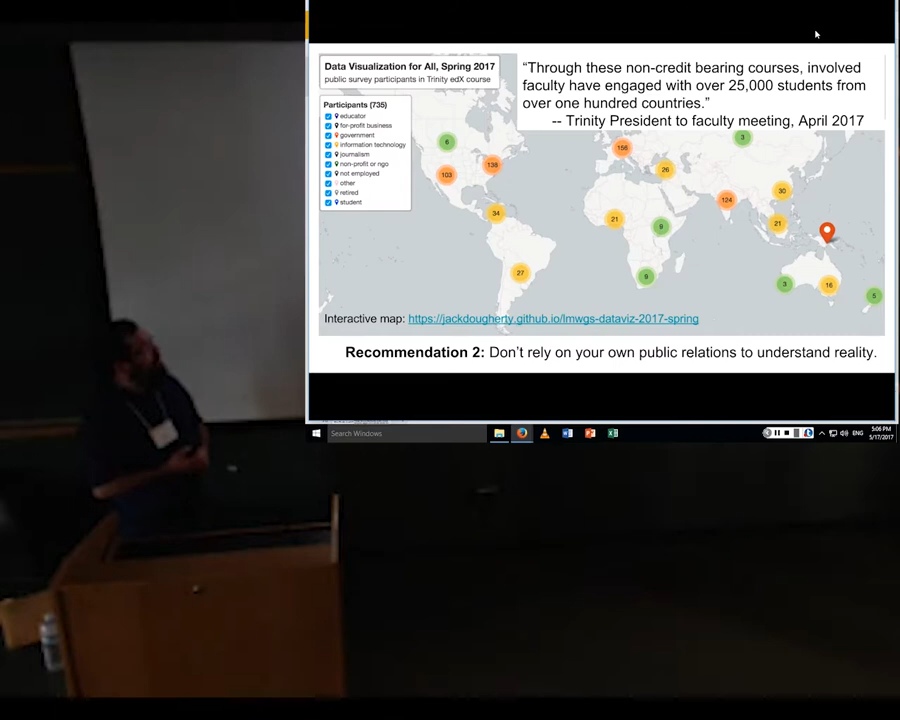 Data Visualization for All, Spring 2017
public survey participants in Trinity edX course
Participants (735)
educator
for-profit business
government
information technology
journalism
non-profit or ngo
not employed
other
retired
student
“Through these non-credit bearing courses, involved
faculty have engaged with over 25,000 students from
over one hundred countries.”
-- Trinity President to faculty meeting, April 2017
6
103
138
34
27
156
26
21
9
9
3
124
30
21
3
16
5
Interactive map: https://jackdougherty.github.io/lmwgs-dataviz-2017-spring
Recommendation 2: Don’t rely on your own public relations to understand reality.
Search Windows
ENG
5:06 PM
5/17/2017